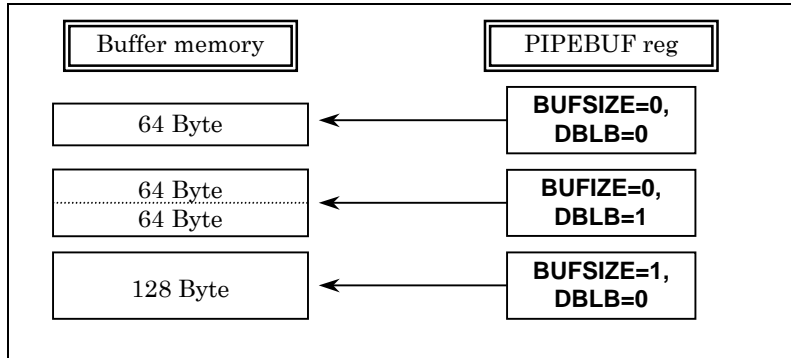 Buffer memory
PIPEBUF reg
64 Byte
BUFSIZE=0,
DBLB=0
64 Byte
64 Byte
BUFIZE=0,
DBLB=1
128 Byte
BUFSIZE=1,
DBLB=0